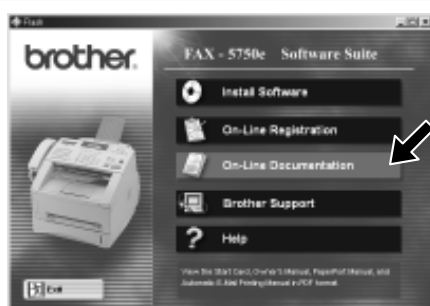 Flash
brother.
FAX - 5750e Software Suite
Install Software
On-Line Registration
On-Line Documentation
Brother Support
Help
View the Start Card, Owner's Manual, PaperPort Manual, and
Automatic E-Mail Printing Manual in PDF format.
Exit